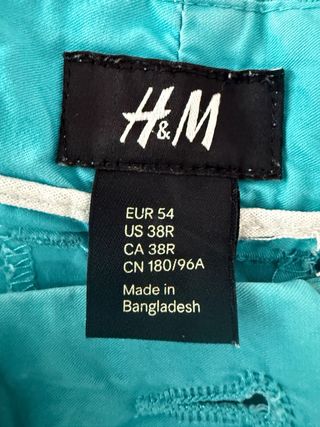 H&M
EUR 54
US 38R
CA 38R
CN 180/96A
Made in
Bangladesh